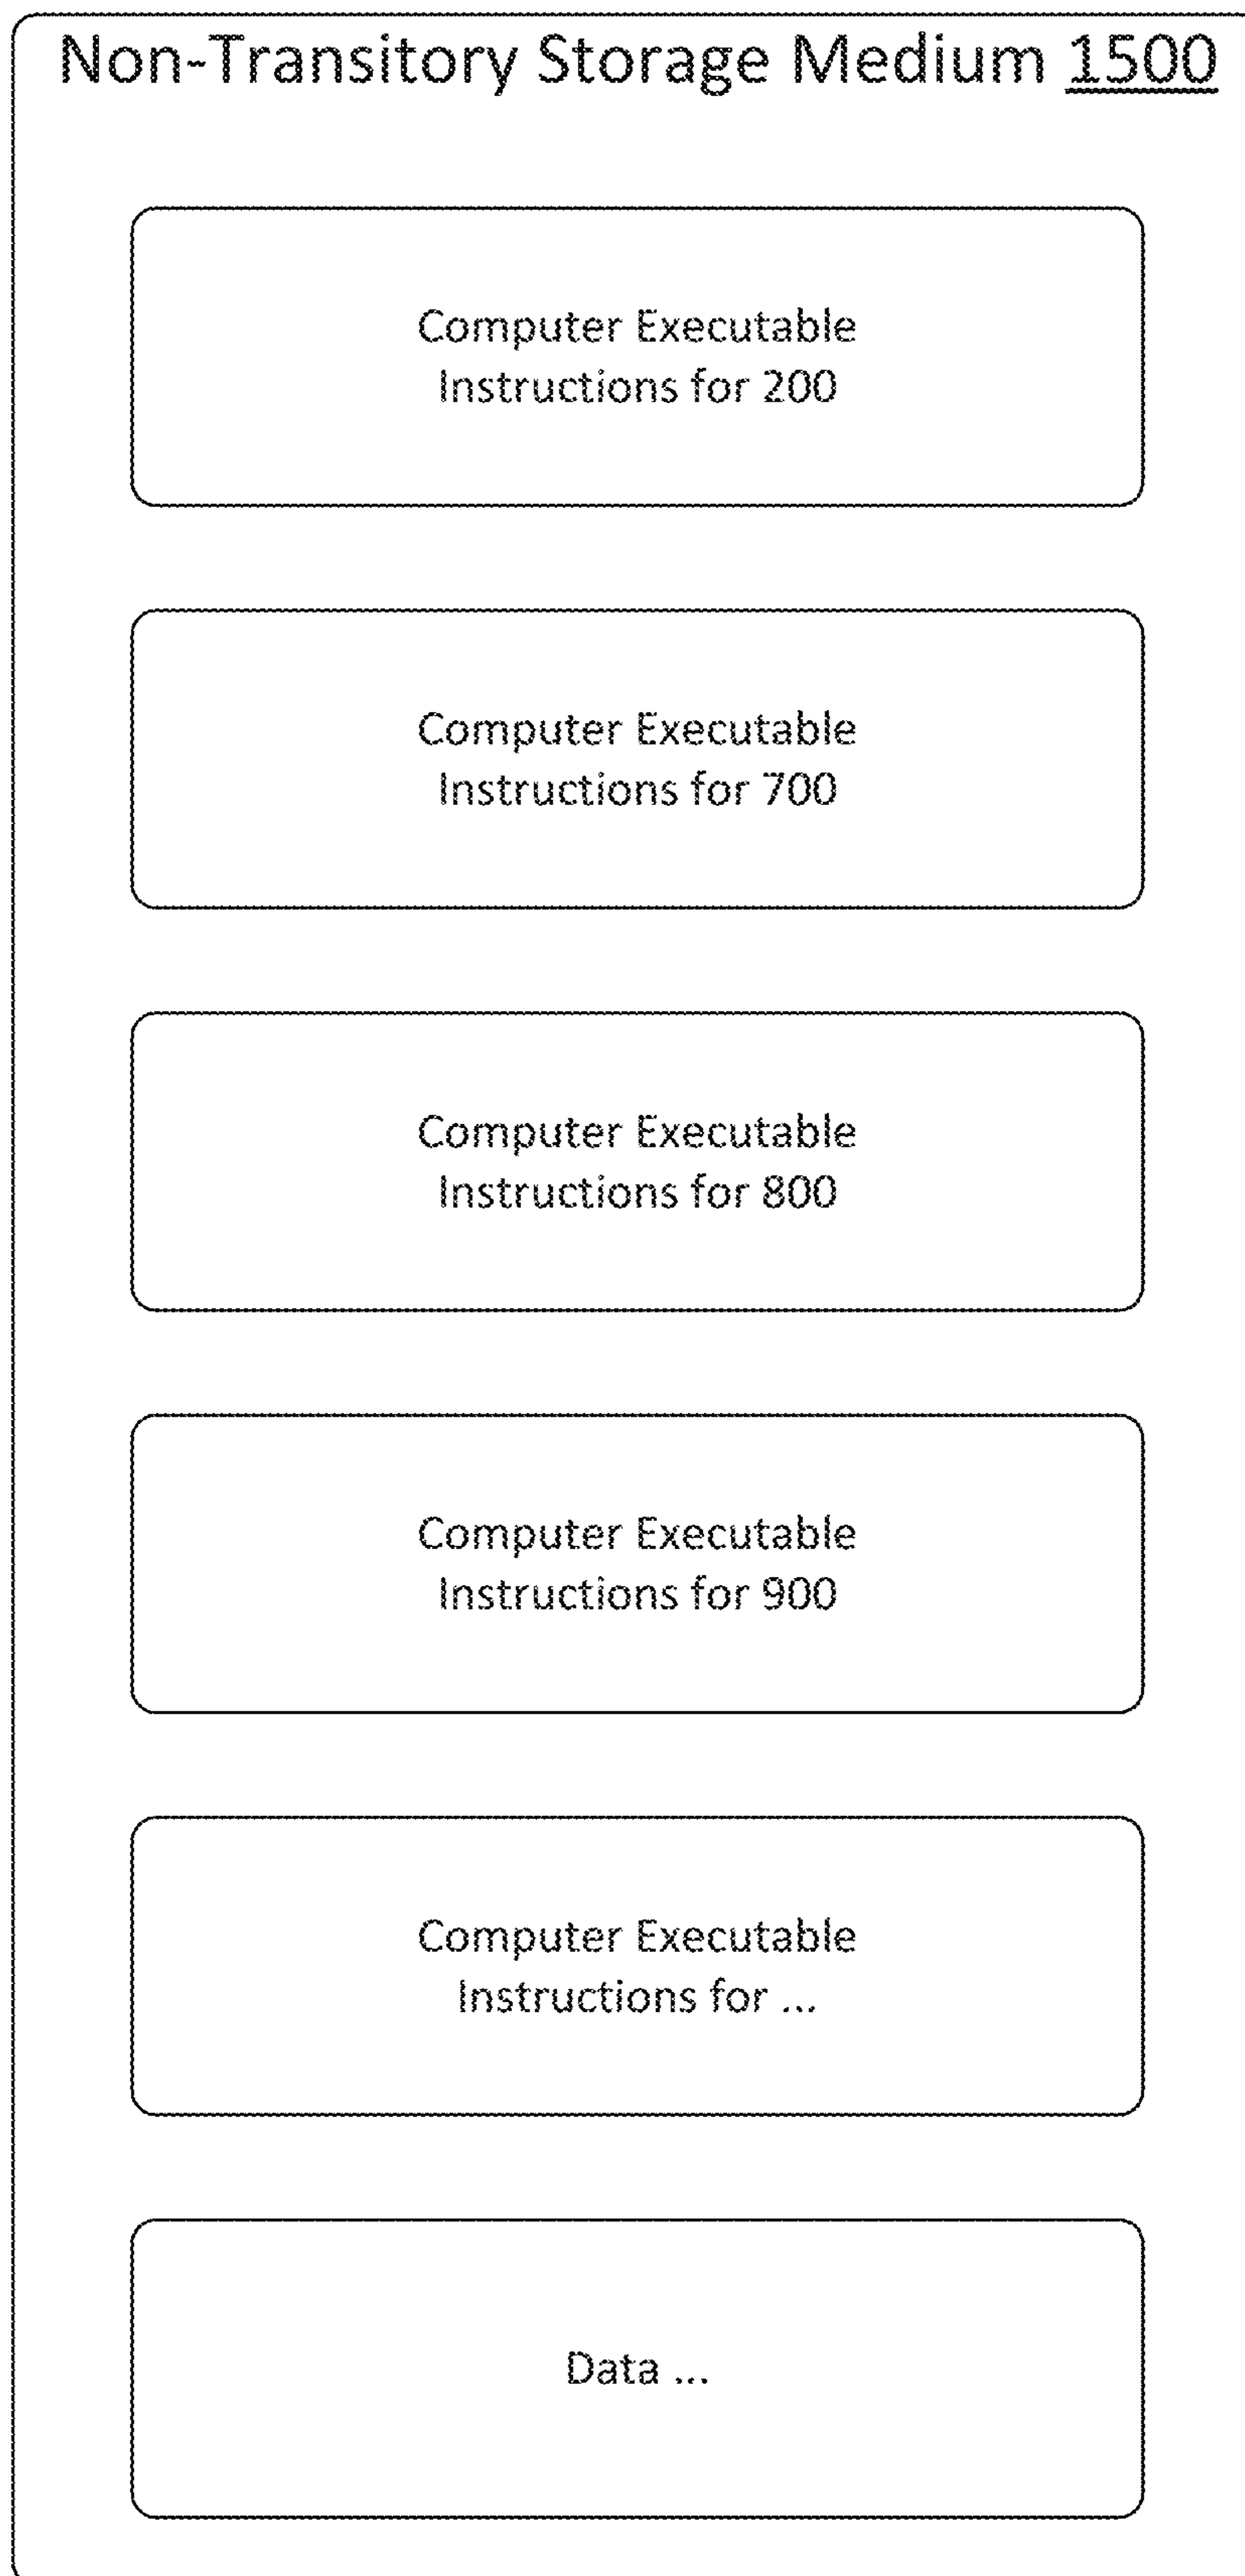 Non-Transitory Storage Medium 1500
Computer Executable
Instructions for 200
Computer Executable
Instructions for 700
Computer Executable
Instructions for 800
Computer Executable
Instructions for 900
Computer Executable
Instructions for ...
Data ...